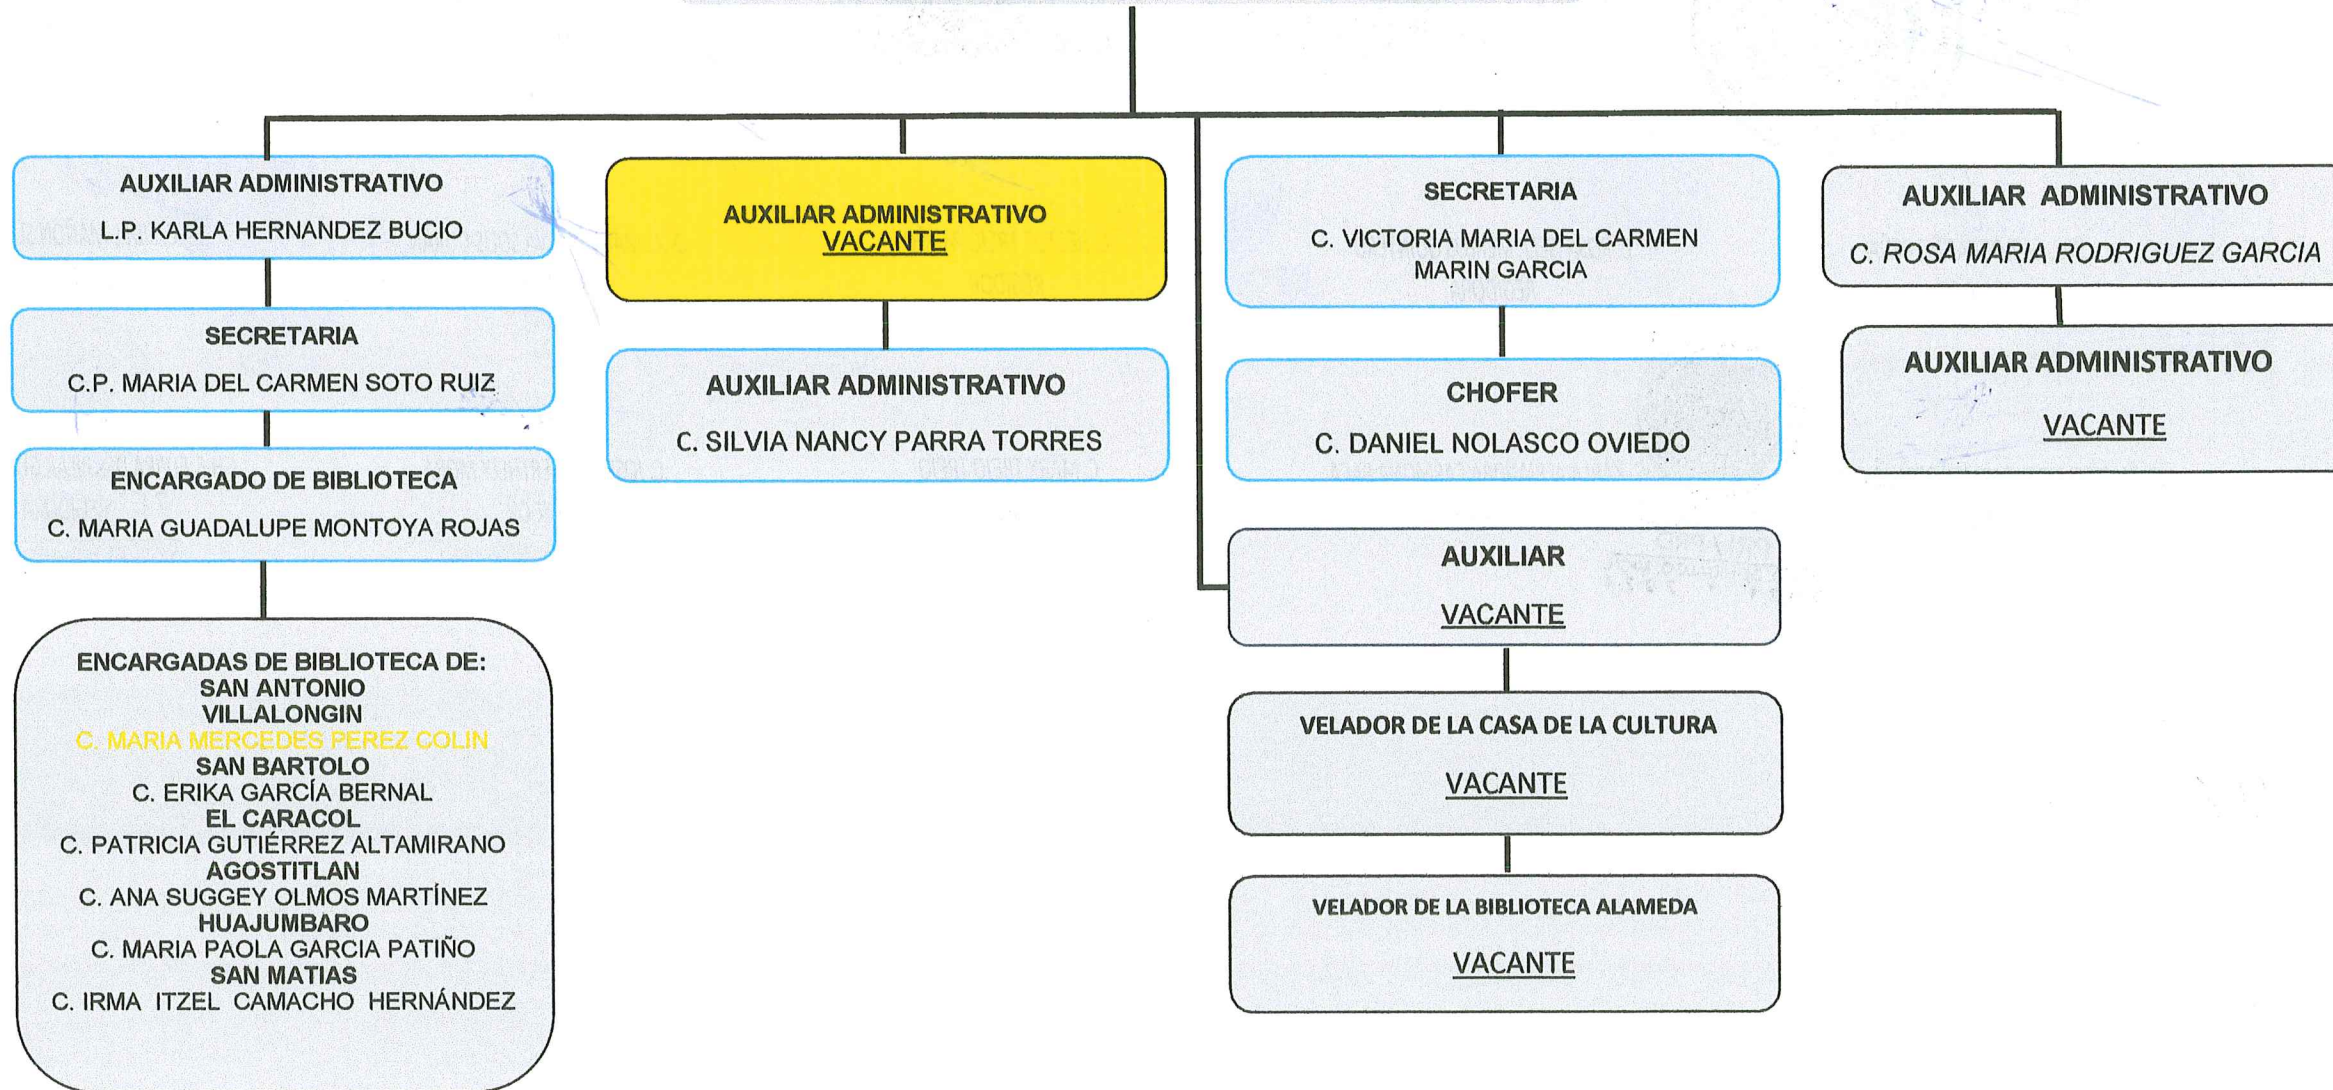 AUXILIAR ADMINISTRATIVO
L.P. KARLA HERNANDEZ BUCIO
SECRETARIA
C.P. MARIA DEL CARMEN SOTO RUIZ
ENCARGADO DE BIBLIOTECA
C. MARIA GUADALUPE MONTOYA ROJAS
ENCARGADAS DE BIBLIOTECA DE:
SAN ANTONIO
VILLALONGIN
C. MARIA MERCEDES PEREZ COLIN
SAN BARTOLO
C. ERIKA GARCÍA BERNAL
EL CARACOL
C. PATRICIA GUTIÉRREZ ALTAMIRANO
AGOSTITLAN
C. ANA SUGGEY OLMOS MARTÍNEZ
HUAJUMBARO
C. MARIA PAOLA GARCIA PATIÑO
SAN MATIAS
C. IRMA ITZEL CAMACHO HERNÁNDEZ
AUXILIAR ADMINISTRATIVO
VACANTE
AUXILIAR ADMINISTRATIVO
C. SILVIA NANCY PARRA TORRES
SECRETARIA
C. VICTORIA MARIA DEL CARMEN
MARIN GARCIA
CHOFER
C. DANIEL NOLASCO OVIEDO
AUXILIAR
VACANTE
VELADOR DE LA CASA DE LA CULTURA
VACANTE
VELADOR DE LA BIBLIOTECA ALAMEDA
VACANTE
AUXILIAR ADMINISTRATIVO
C. ROSA MARIA RODRIGUEZ GARCIA
AUXILIAR ADMINISTRATIVO
VACANTE